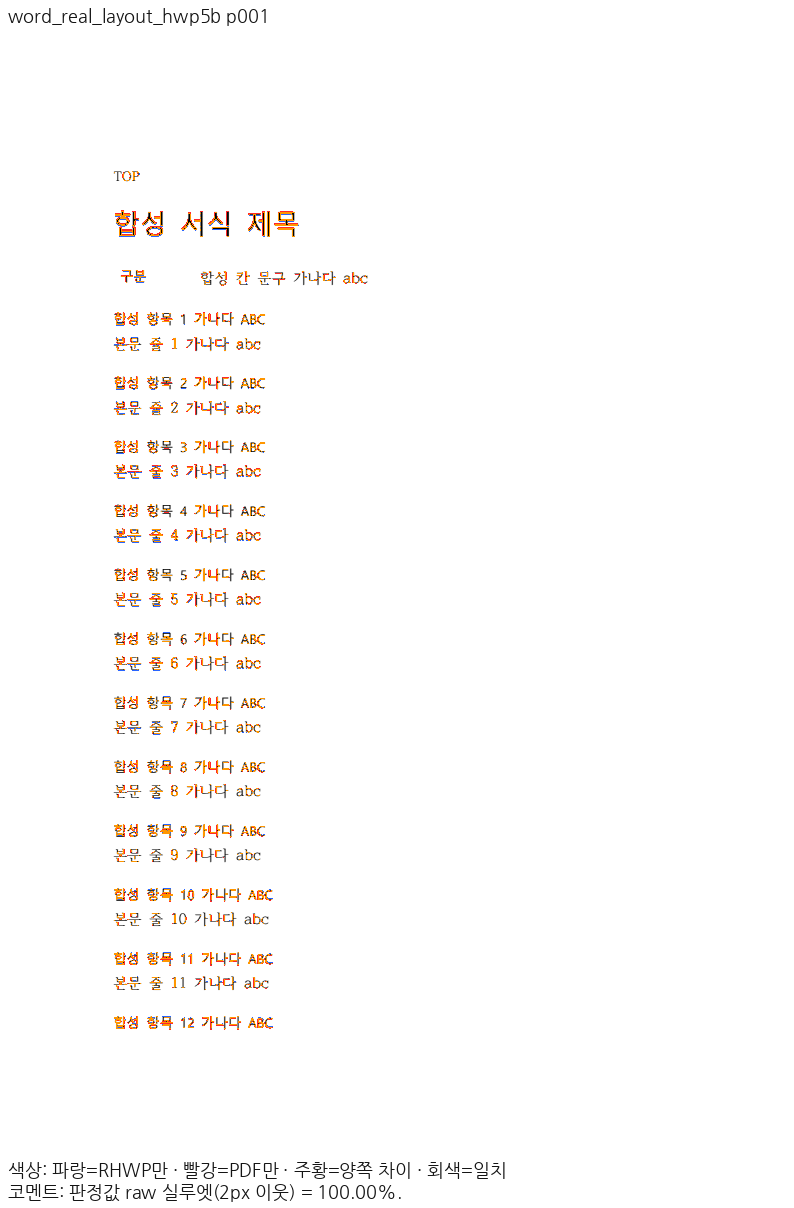 word_real_layout_hwp5b p001
TOP
합성 서식 제목
구분 합성 칸 문구 가나다 abc
합성 항목 1 가나다 ABC
본문 줄 1 가나다 abc
합성 항목 2 가나다 ABC
본문 줄 2 가나다 abc
합성 항목 3 가나다 ABC
본문 줄 3 가나다 abc
합성 항목 4 가나다 ABC
본문 줄 4 가나다 abc
합성 항목 5 가나다 ABC
본문 줄 5 가나다 abc
합성 항목 6 가나다 ABC
본문 줄 6 가나다 abc
합성 항목 7 가나다 ABC
본문 줄 7 가나다 abc
합성 항목 8 가나다 ABC
본문 줄 8 가나다 abc
합성 항목 9 가나다 ABC
본문 줄 9 가나다 abc
합성 항목 10 가나다 ABC
본문 줄 10 가나다 abc
합성 항목 11 가나다 ABC
본문 줄 11 가나다 abc
합성 항목 12 가나다 ABC
색상: 파랑=RHWP만 · 빨강=PDF만 · 주황=양쪽 차이 · 회색=일치
코멘트: 판정값 raw 실루엣(2px 이웃) = 100.00%.